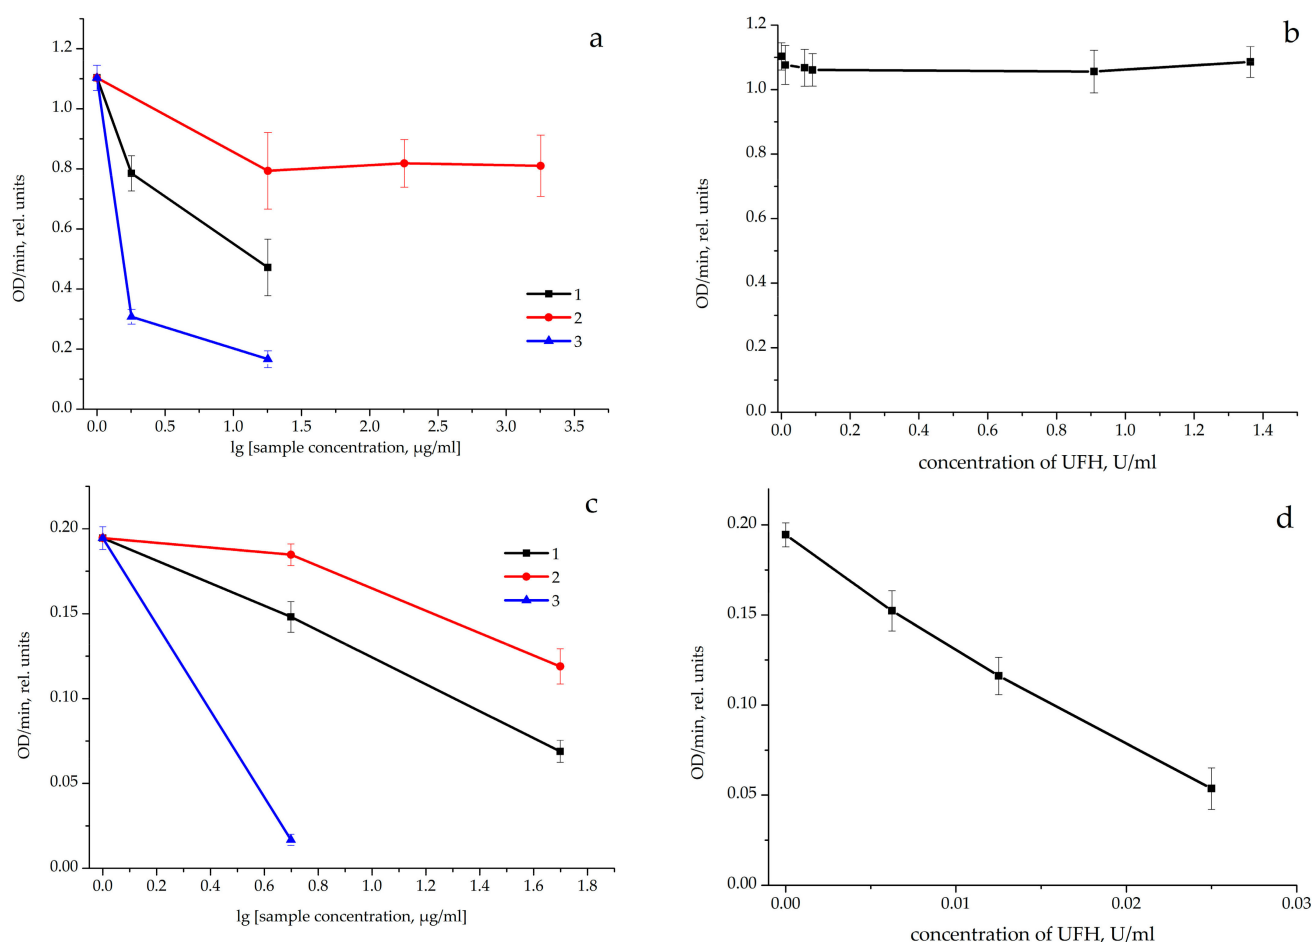 a
1.2
1.0
0.8
0.6
0.4
0.2
0.0
OD/min, rel. units
1
2
3
0.0 0.5 1.0 1.5 2.0 2.5 3.0 3.5
lg [sample concentration, µg/ml]
b
1.2
1.0
0.8
0.6
0.4
0.2
0.0
OD/min, rel. units
0.0 0.2 0.4 0.6 0.8 1.0 1.2 1.4
concentration of UFH, U/ml
c
0.20
0.15
0.10
0.05
0.00
OD/min, rel. units
1
2
3
0.0 0.2 0.4 0.6 0.8 1.0 1.2 1.4 1.6 1.8
lg [sample concentration, µg/ml]
d
0.20
0.15
0.10
0.05
0.00
OD/min, rel. units
0.00 0.01 0.02 0.03
concentration of UFH, U/ml